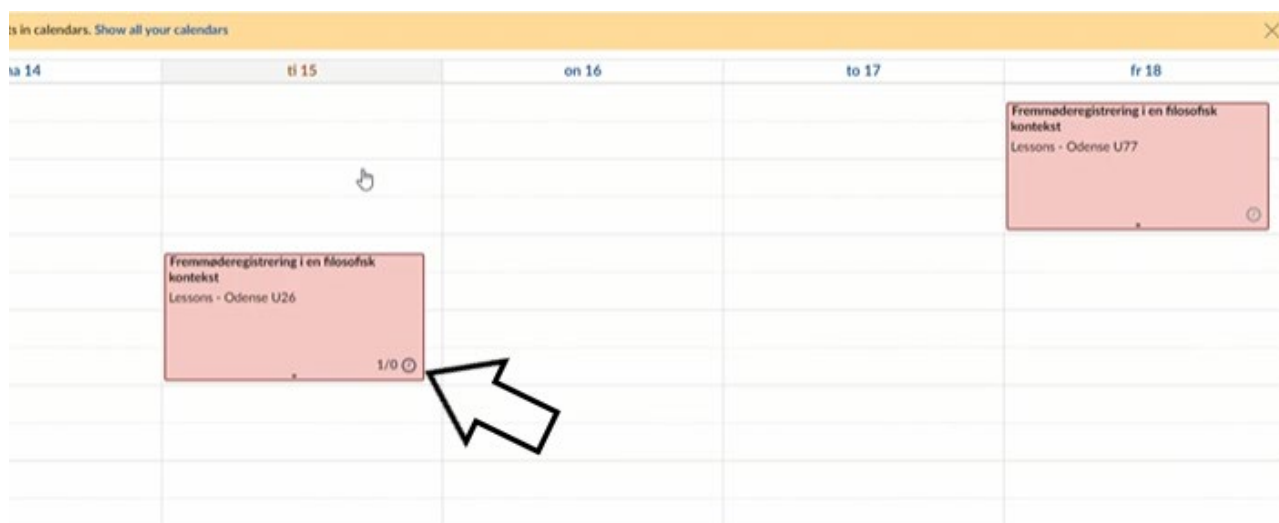 in calendars. Show all your calendars
14
ti 15
on 16
to 17
fr 18
Fremmøderegistrering i en filosofisk
kontekst
Lessons - Odense U77
Fremmøderegistrering i en filosofisk
kontekst
Lessons - Odense U26
1/0